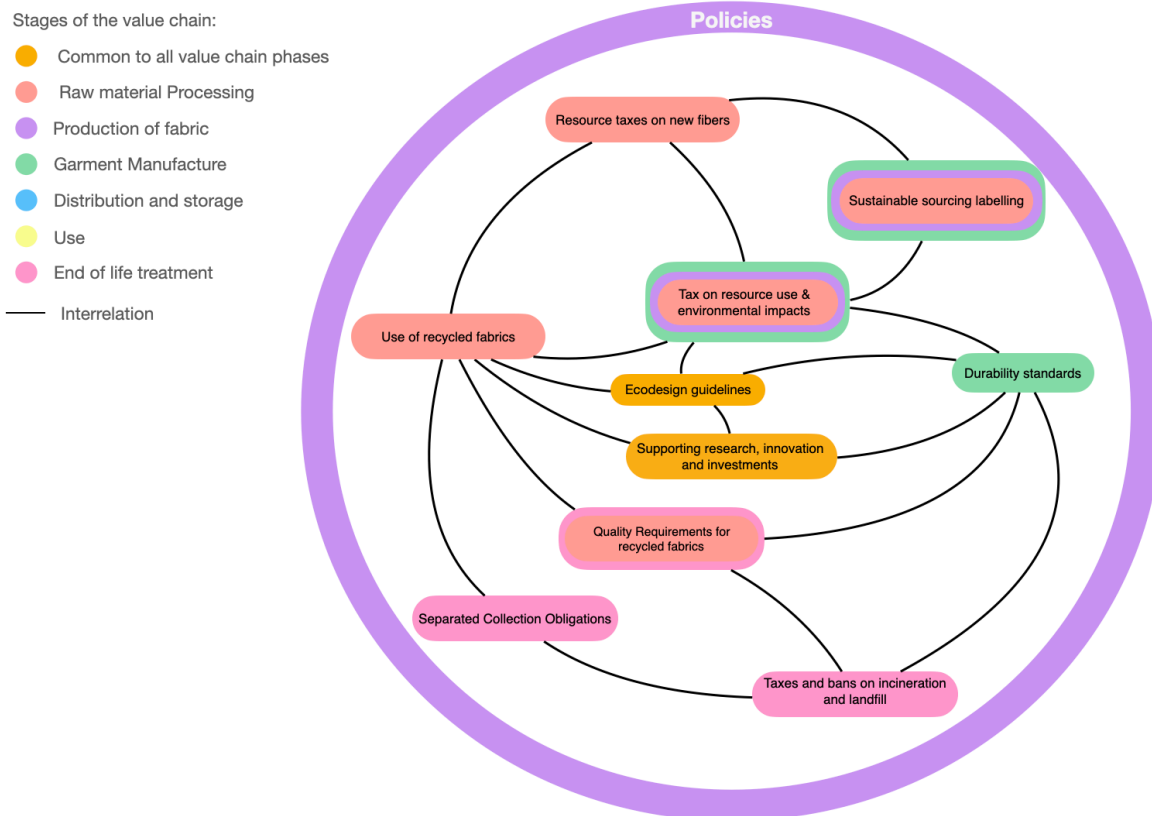 Stages of the value chain:
Common to all value chain phases
Raw material Processing
Production of fabric
Garment Manufacture
Distribution and storage
Use
End of life treatment
Interrelation
Policies
Resource taxes on new fibers
Sustainable sourcing labelling
Tax on resource use &
environmental impacts
Use of recycled fabrics
Durability standards
Ecodesign guidelines
Supporting research, innovation
and investments
Quality Requirements for
recycled fabrics
Separated Collection Obligations
Taxes and bans on incineration
and landfill